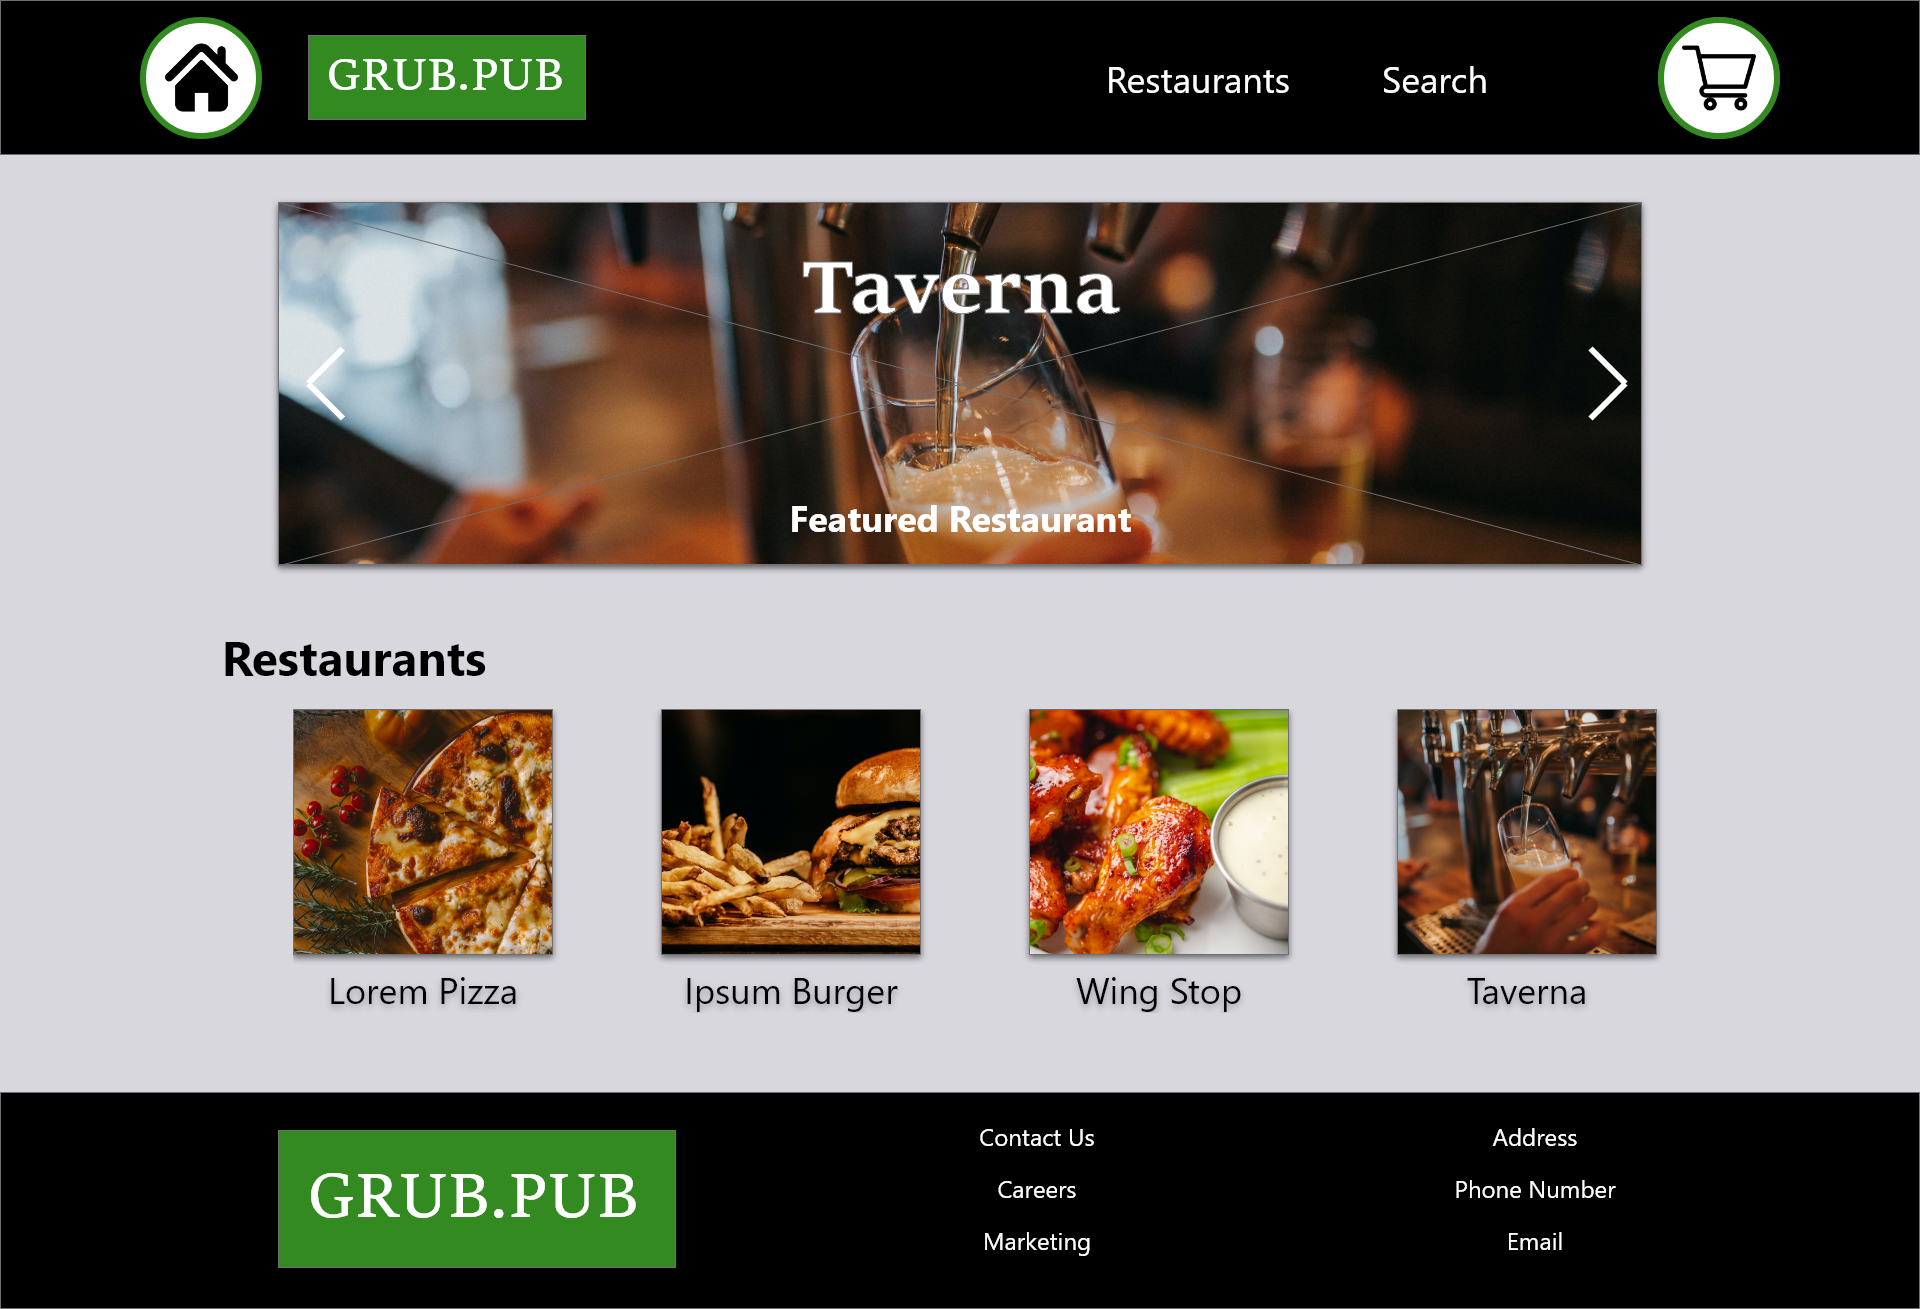 GRUB.PUB
Restaurants
Search
Taverna
Featured Restaurant
Restaurants
Lorem Pizza
Ipsum Burger
Wing Stop
Taverna
GRUB.PUB
Contact Us
Careers
Marketing
Address
Phone Number
Email